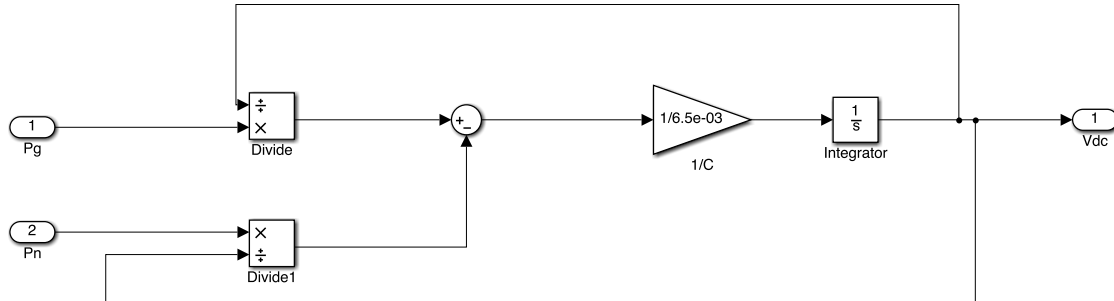 ÷
×
Divide
1
Pg
+
−
1/6.5e-03
1/C
1
s
Integrator
1
Vdc
2
Pn
×
÷
Divide1